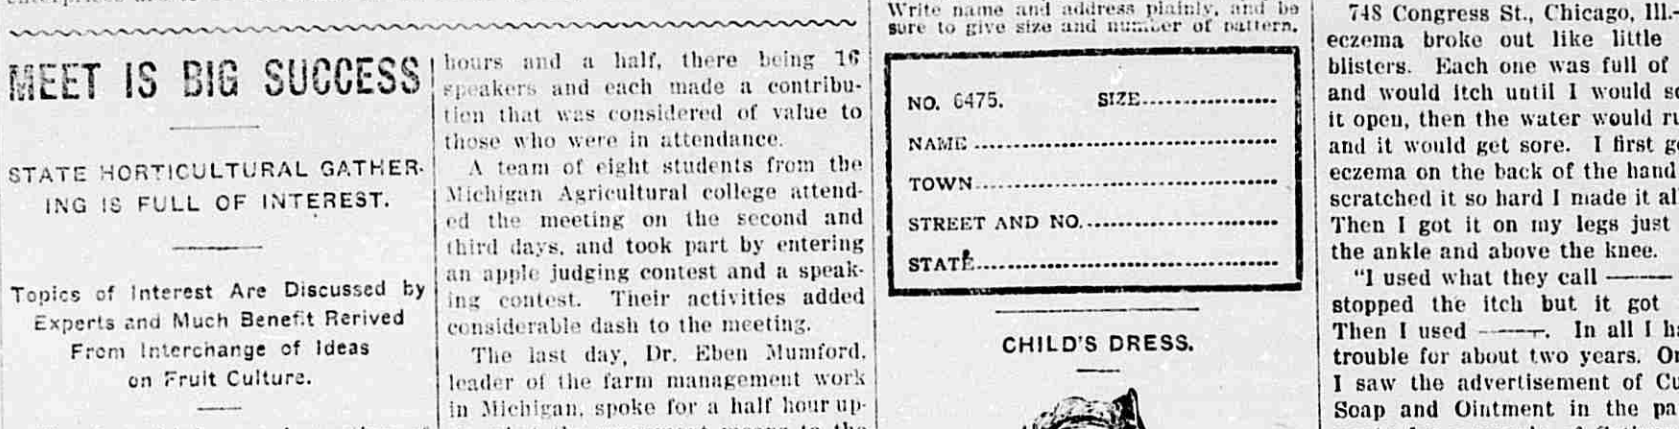 MEET IS BIG SUCCESS
STATE HORTICULTURAL GATHER-
ING IS FULL OF INTEREST.
Topics of Interest Are Discussed by
Experts and Much Benefit Rerived
From Interchange of Ideas
on Fruit Culture.
hours and a half, there being 16
speakers and each made a contribu-
tion that was considered of value to
those who were in attendance.
A team of eight students from the
Michigan Agricultural college attend-
ed the meeting on the second and
third days, and took part by entering
an apple judging contest and a speak-
ing contest. Their activities added
considerable dash to the meeting.
The last day, Dr. Eben Mumford,
leader of the farm management work
in Michigan, spoke for a half hour up-
Write name and address plainly, and be
sure to give size and number of pattern.
NO. 6475. SIZE
NAME
TOWN
STREET AND NO.
STATE
CHILD'S DRESS.
748 Congress St., Chicago, Ill.-
eczema broke out like little
blisters. Each one was full of
and would itch until I would
it open, then the water would
and it would get sore. I first
eczema on the back of the hand
scratched it so hard I made it
Then I got it on my legs just
the ankle and above the knee.
"I used what they call ———
stopped the itch but it got
Then I used ———. In all I
trouble for about two years.
I saw the advertisement of
Soap and Ointment in the